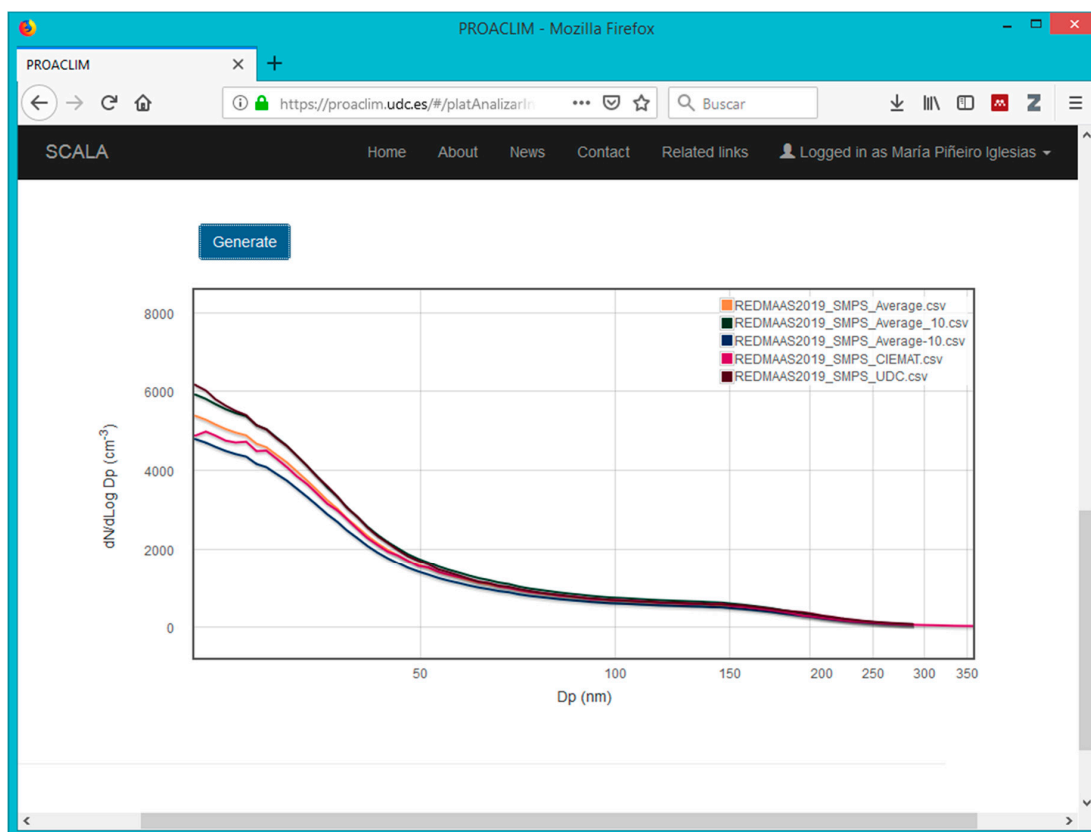 PROACLIM - Mozilla Firefox
PROACLIM
https://proaclim.udc.es/#/platAnalizarIn
Buscar
SCALA
Home About News Contact Related links Logged in as María Piñeiro Iglesias
Generate
REDMAAS2019_SMPS_Average.csv
REDMAAS2019_SMPS_Average_10.csv
REDMAAS2019_SMPS_Average-10.csv
REDMAAS2019_SMPS_CIEMAT.csv
REDMAAS2019_SMPS_UDC.csv
8000
6000
4000
2000
0
dN/dLog Dp (cm⁻³)
50 100 150 200 250 300 350
Dp (nm)